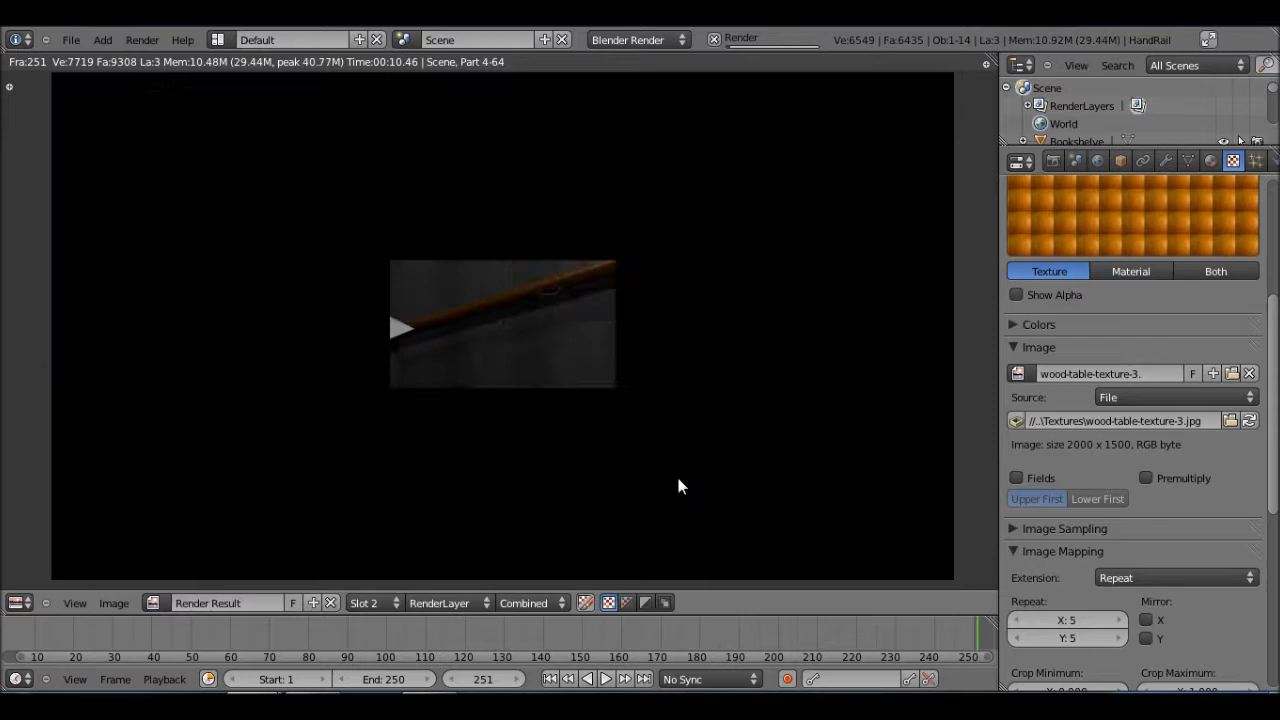 File Add Render Help Default Scene Blender Render Render Ve:6549 | Fa:6435 | Ob:1-14 | La:3 | Mem:10.92M (29.44M) | HandRail
Fra:251 Ve:7719 Fa:9308 La:3 Mem:10.48M (29.44M, peak 40.77M) Time:00:10.46 | Scene, Part 4-64
View Search All Scenes
Scene
RenderLayers |
World
Bookshelve |
Texture Material Both
Show Alpha
Colors
Image
wood-table-texture-3. F
Source: File
//..\Textures\wood-table-texture-3.jpg
Image: size 2000 x 1500, RGB byte
Fields Premultiply
Upper First Lower First
Image Sampling
Image Mapping
Extension: Repeat
Repeat: Mirror:
X: 5 X
Y: 5 Y
Crop Minimum: Crop Maximum:
X: 0.000 X: 1.000
View Image Render Result F Slot 2 RenderLayer Combined
10 20 30 40 50 60 70 80 90 100 110 120 130 140 150 160 170 180 190 200 210 220 230 240 250
View Frame Playback Start: 1 End: 250 251 No Sync